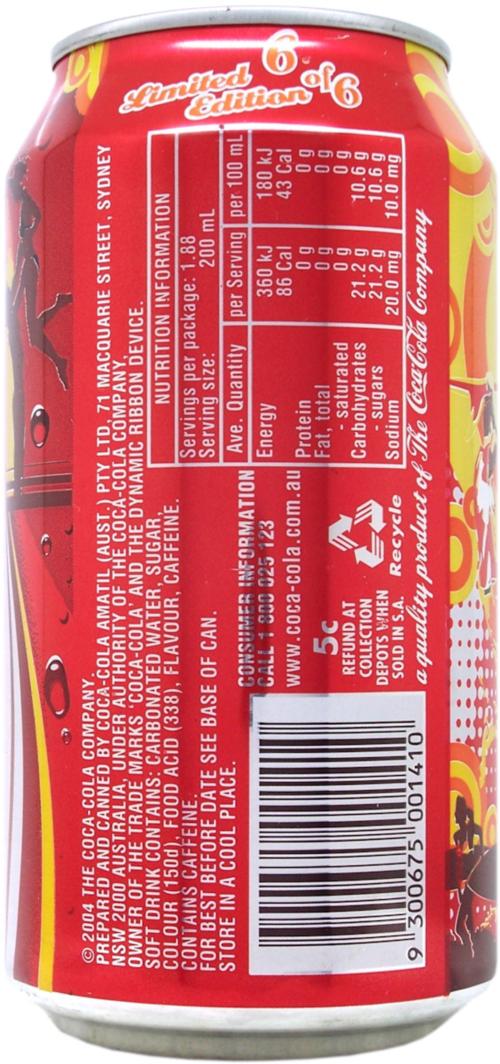 Limited 6 of 6
Edition
© 2004 THE COCA-COLA COMPANY.
PREPARED AND CANNED BY COCA-COLA AMATIL (AUST.) PTY LTD, 71 MACQUARIE STREET, SYDNEY
NSW 2000 AUSTRALIA, UNDER AUTHORITY OF THE COCA-COLA COMPANY,
OWNER OF THE TRADE MARKS 'COCA-COLA' AND THE DYNAMIC RIBBON DEVICE.
SOFT DRINK CONTAINS: CARBONATED WATER, SUGAR,
COLOUR (150d), FOOD ACID (338), FLAVOUR, CAFFEINE.
CONTAINS CAFFEINE.
FOR BEST BEFORE DATE SEE BASE OF CAN.
STORE IN A COOL PLACE.
NUTRITION INFORMATION
Servings per package: 1.88
Serving size: 200 mL
Ave. Quantity per Serving per 100 mL
Energy 360 kJ 180 kJ
86 Cal 43 Cal
Protein 0 g 0 g
Fat, total 0 g 0 g
- saturated 0 g 0 g
Carbohydrates 21.2 g 10.6 g
- sugars 21.2 g 10.6 g
Sodium 20.0 mg 10.0 mg
CONSUMER INFORMATION
CALL 1 800 025 123
www.coca-cola.com.au
5c
REFUND AT
COLLECTION
DEPOTS WHEN
SOLD IN S.A.
Recycle
a quality product of The Coca-Cola Company
9 300675 001410